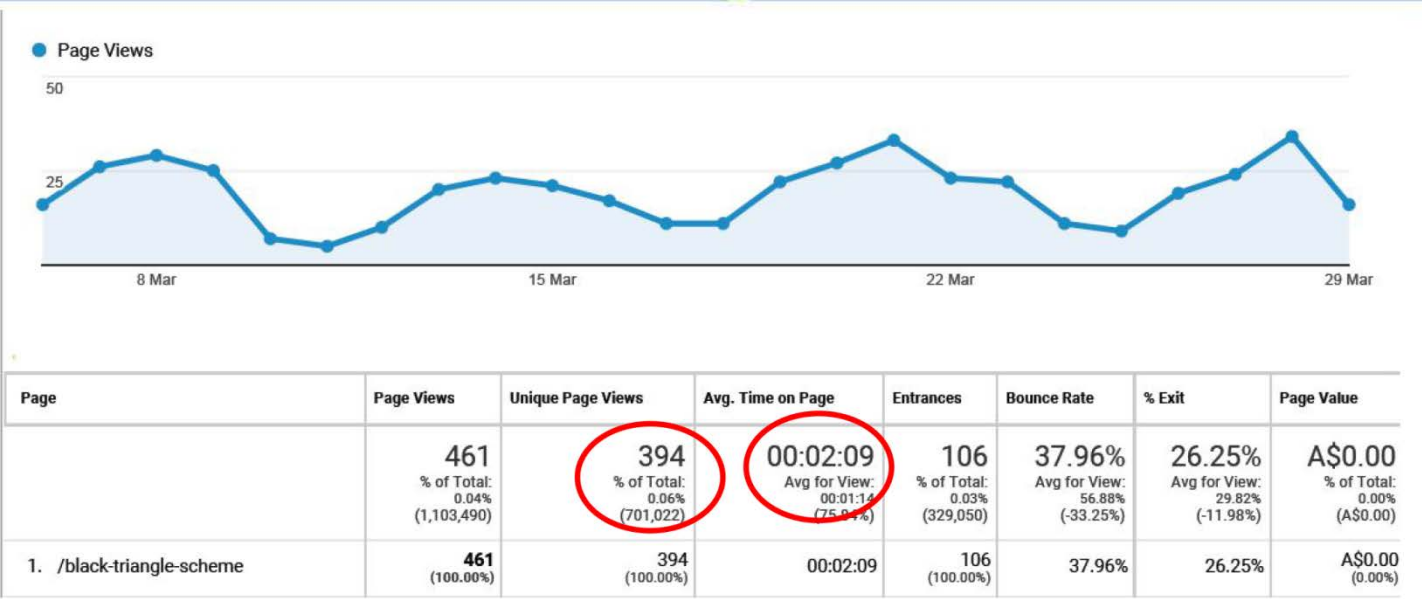 Page Views
50
25
8 Mar
15 Mar
22 Mar
29 Mar
Page Page Views Unique Page Views Avg. Time on Page Entrances Bounce Rate % Exit Page Value
461 394 00:02:09 106 37.96% 26.25% A$0.00
% of Total: % of Total: Avg for View: % of Total: Avg for View: Avg for View: % of Total:
0.04% 0.06% 00:01:14 0.03% 56.88% 29.82% 0.00%
(1,103,490) (701,022) (329,050) (-33.25%) (-11.98%) (A$0.00)
1. /black-triangle-scheme 461 394 00:02:09 106 37.96% 26.25% A$0.00
(100.00%) (100.00%) (100.00%) (0.00%)